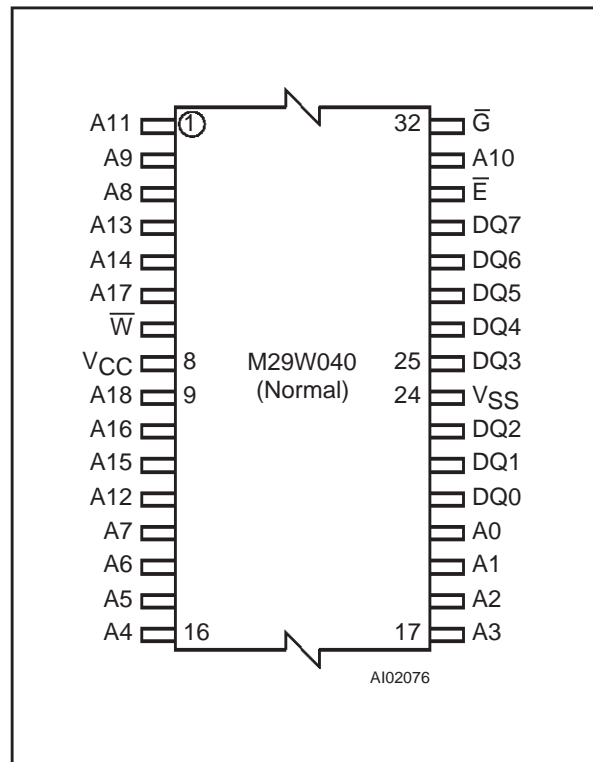 A11 1 32 G̅
A9 A10
A8 E̅
A13 DQ7
A14 DQ6
A17 DQ5
W̅ DQ4
VCC 8 M29W040 25 DQ3
A18 9 (Normal) 24 VSS
A16 DQ2
A15 DQ1
A12 DQ0
A7 A0
A6 A1
A5 A2
A4 16 17 A3
AI02076